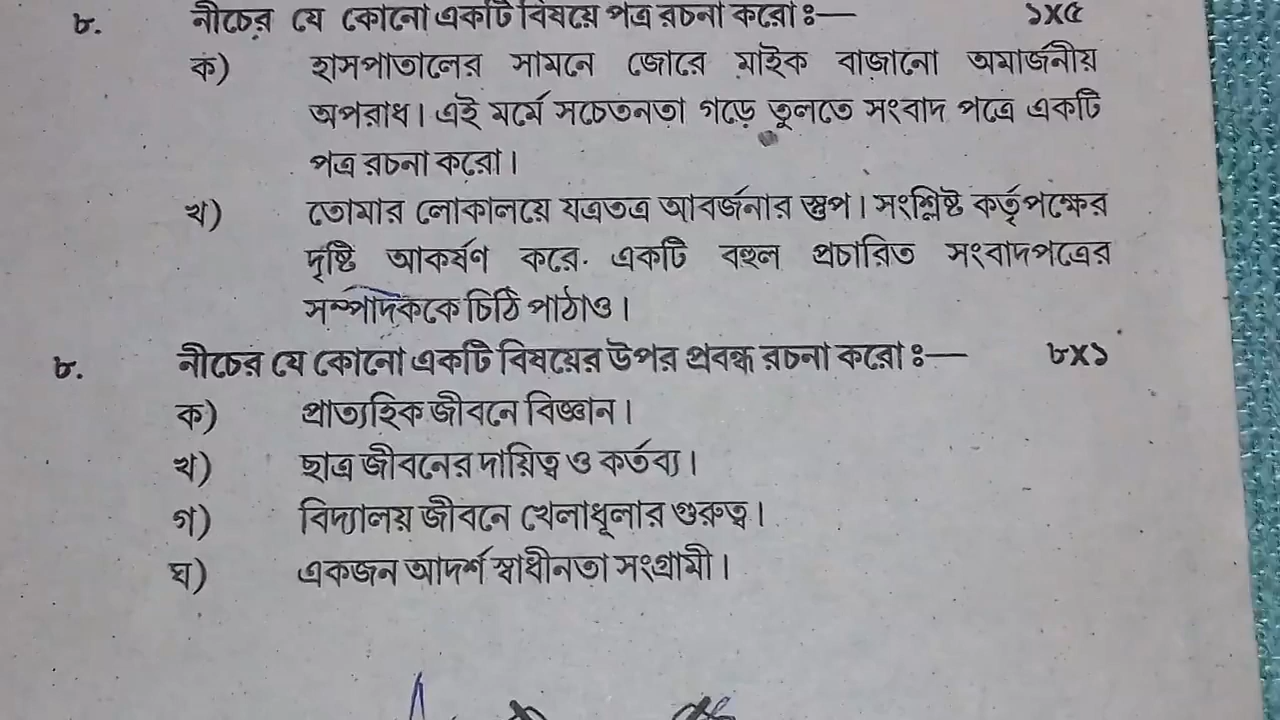 ৮. নীচের যে কোনো একটি বিষয়ে পত্র রচনা করো ঃ— ১X৫
ক) হাসপাতালের সামনে জোরে মাইক বাজানো অমার্জনীয়
অপরাধ। এই মর্মে সচেতনতা গড়ে তুলতে সংবাদ পত্রে একটি
পত্র রচনা করো।
খ) তোমার লোকালয়ে যত্রতত্র আবর্জনার স্তুপ। সংশ্লিষ্ট কর্তৃপক্ষের
দৃষ্টি আকর্ষণ করে একটি বহুল প্রচারিত সংবাদপত্রের
সম্পাদককে চিঠি পাঠাও।
৮. নীচের যে কোনো একটি বিষয়ের উপর প্রবন্ধ রচনা করো ঃ— ৮X১
ক) প্রাত্যহিক জীবনে বিজ্ঞান।
খ) ছাত্র জীবনের দায়িত্ব ও কর্তব্য।
গ) বিদ্যালয় জীবনে খেলাধূলার গুরুত্ব।
ঘ) একজন আদর্শ স্বাধীনতা সংগ্রামী।